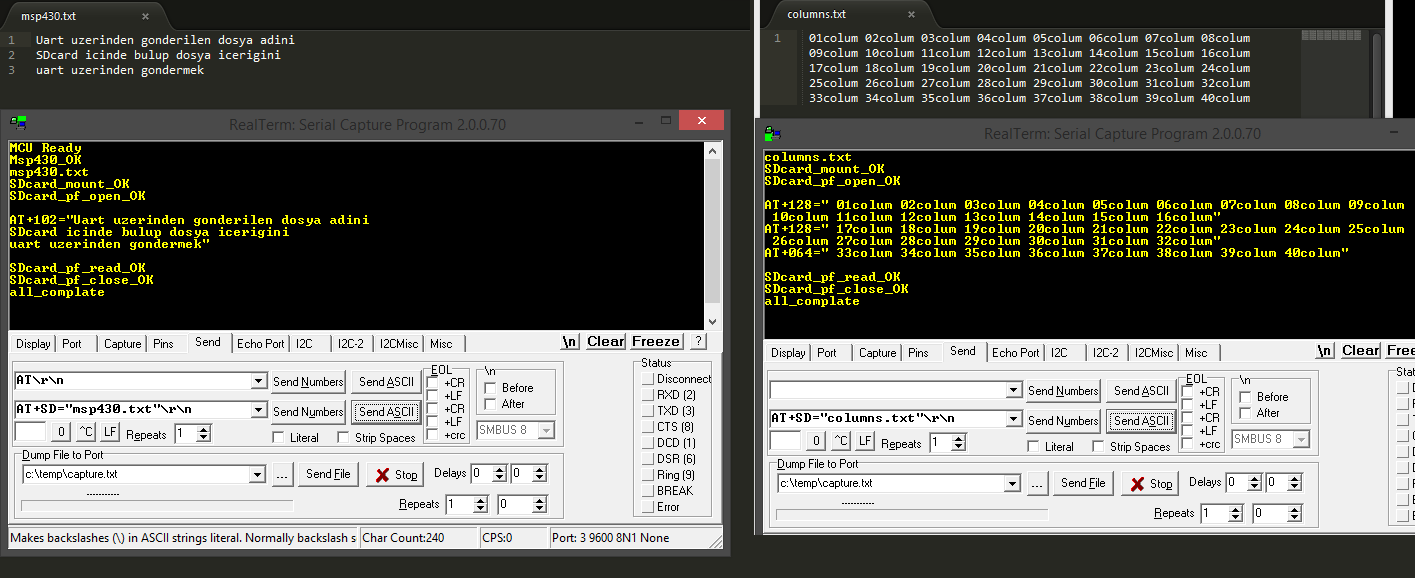 msp430.txt
1 Uart uzerinden gonderilen dosya adini
2 SDcard icinde bulup dosya icerigini
3 uart uzerinden gondermek
RealTerm: Serial Capture Program 2.0.0.70
MCU Ready
Msp430_OK
msp430.txt
SDcard_mount_OK
SDcard_pf_open_OK
AT+102="Uart uzerinden gonderilen dosya adini
SDcard icinde bulup dosya icerigini
uart uzerinden gondermek"
SDcard_pf_read_OK
SDcard_pf_close_OK
all_complate
Display Port Capture Pins Send Echo Port I2C I2C-2 I2CMisc Misc \n Clear Freeze ?
AT\r\n Send Numbers Send ASCII
AT+SD="msp430.txt"\r\n Send Numbers Send ASCII
0 ^C LF Repeats 1 Literal Strip Spaces
EOL
+CR
+LF
+CR
+LF
+crc
\n
Before
After
SMBUS 8
Dump File to Port
c:\temp\capture.txt ... Send File Stop Delays 0 0
Repeats 1 0
Status
Disconnect
RXD (2)
TXD (3)
CTS (8)
DCD (1)
DSR (6)
Ring (9)
BREAK
Error
Makes backslashes (\) in ASCII strings literal. Normally backslash s Char Count:240 CPS:0 Port: 3 9600 8N1 None
columns.txt
1 01colum 02colum 03colum 04colum 05colum 06colum 07colum 08colum
09colum 10colum 11colum 12colum 13colum 14colum 15colum 16colum
17colum 18colum 19colum 20colum 21colum 22colum 23colum 24colum
25colum 26colum 27colum 28colum 29colum 30colum 31colum 32colum
33colum 34colum 35colum 36colum 37colum 38colum 39colum 40colum
RealTerm: Serial Capture Program 2.0.0.70
columns.txt
SDcard_mount_OK
SDcard_pf_open_OK
AT+128=" 01colum 02colum 03colum 04colum 05colum 06colum 07colum 08colum 09colum
10colum 11colum 12colum 13colum 14colum 15colum 16colum"
AT+128=" 17colum 18colum 19colum 20colum 21colum 22colum 23colum 24colum 25colum
26colum 27colum 28colum 29colum 30colum 31colum 32colum"
AT+064=" 33colum 34colum 35colum 36colum 37colum 38colum 39colum 40colum"
SDcard_pf_read_OK
SDcard_pf_close_OK
all_complate
Display Port Capture Pins Send Echo Port I2C I2C-2 I2CMisc Misc \n Clear Free
Send Numbers Send ASCII
AT+SD="columns.txt"\r\n Send Numbers Send ASCII
0 ^C LF Repeats 1 Literal Strip Spaces
EOL
+CR
+LF
+CR
+LF
+crc
\n
Before
After
SMBUS 8
Dump File to Port
c:\temp\capture.txt ... Send File Stop Delays 0 0
Repeats 1 0